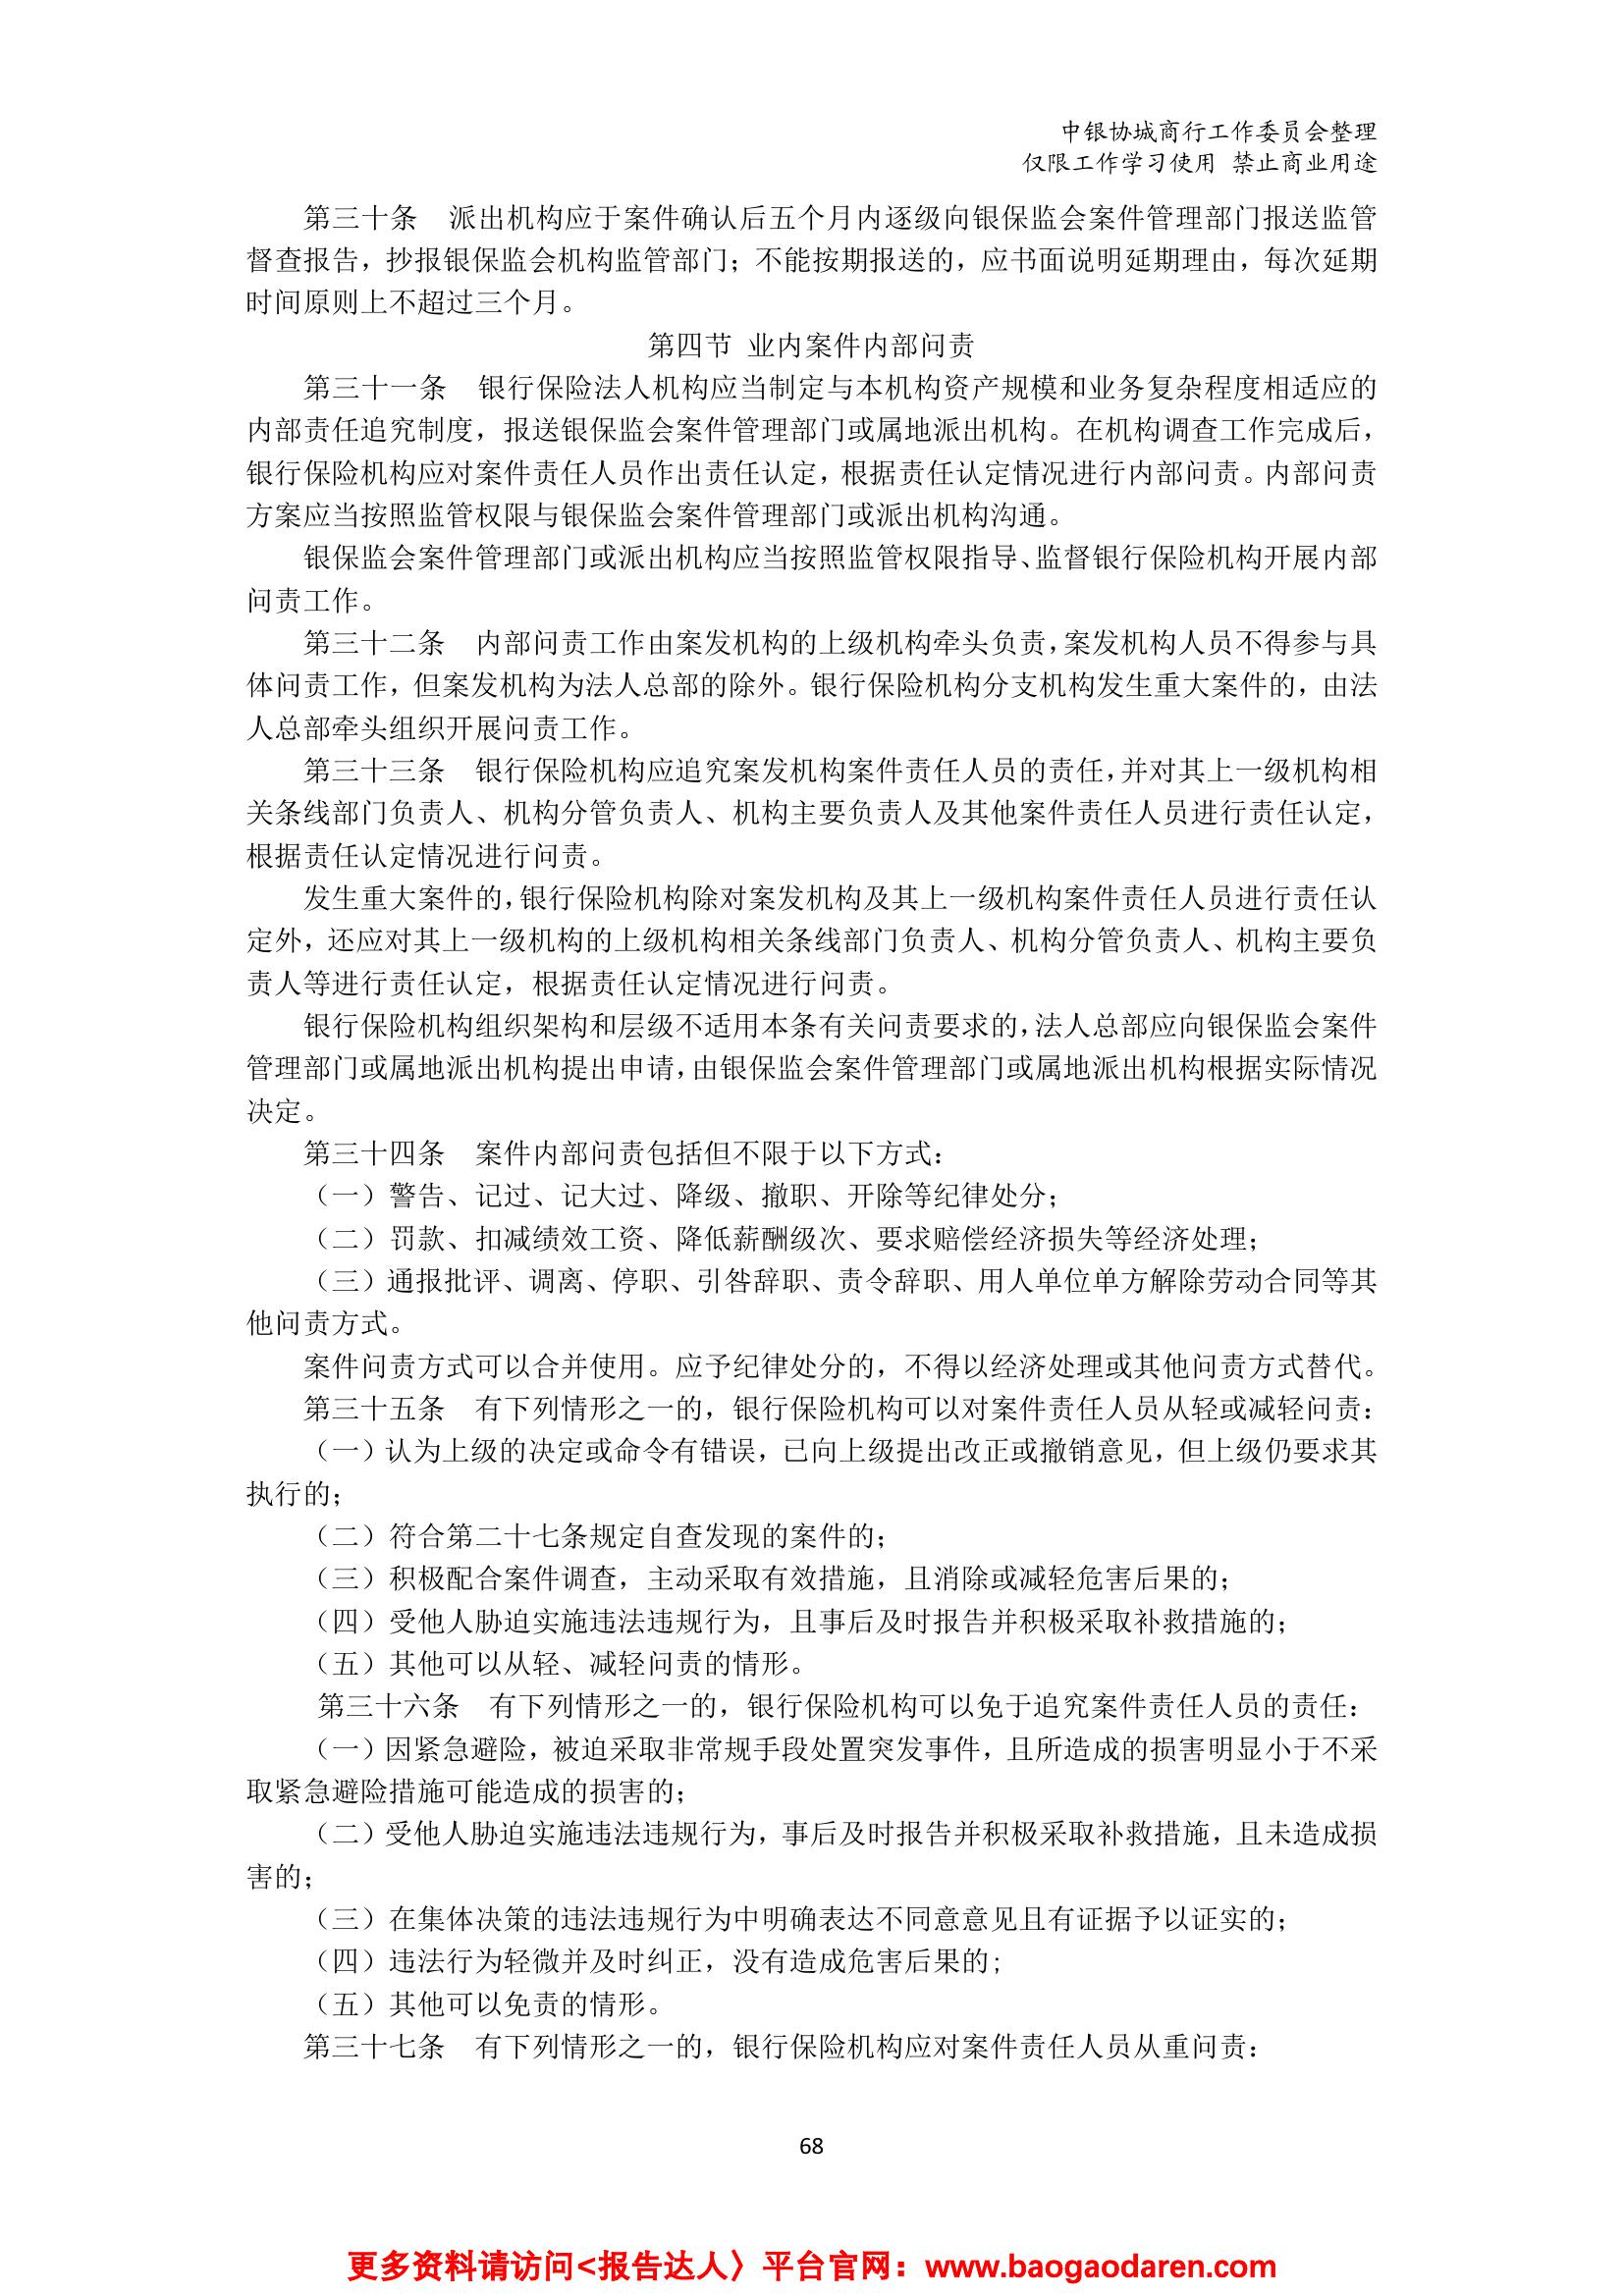 中银协城商行工作委员会整理
仅限工作学习使用 禁止商业用途
第三十条　派出机构应于案件确认后五个月内逐级向银保监会案件管理部门报送监管
督查报告，抄报银保监会机构监管部门；不能按期报送的，应书面说明延期理由，每次延期
时间原则上不超过三个月。
第四节 业内案件内部问责
第三十一条　银行保险法人机构应当制定与本机构资产规模和业务复杂程度相适应的
内部责任追究制度，报送银保监会案件管理部门或属地派出机构。在机构调查工作完成后，
银行保险机构应对案件责任人员作出责任认定，根据责任认定情况进行内部问责。内部问责
方案应当按照监管权限与银保监会案件管理部门或派出机构沟通。
银保监会案件管理部门或派出机构应当按照监管权限指导、监督银行保险机构开展内部
问责工作。
第三十二条　内部问责工作由案发机构的上级机构牵头负责，案发机构人员不得参与具
体问责工作，但案发机构为法人总部的除外。银行保险机构分支机构发生重大案件的，由法
人总部牵头组织开展问责工作。
第三十三条　银行保险机构应追究案发机构案件责任人员的责任，并对其上一级机构相
关条线部门负责人、机构分管负责人、机构主要负责人及其他案件责任人员进行责任认定，
根据责任认定情况进行问责。
发生重大案件的，银行保险机构除对案发机构及其上一级机构案件责任人员进行责任认
定外，还应对其上一级机构的上级机构相关条线部门负责人、机构分管负责人、机构主要负
责人等进行责任认定，根据责任认定情况进行问责。
银行保险机构组织架构和层级不适用本条有关问责要求的，法人总部应向银保监会案件
管理部门或属地派出机构提出申请，由银保监会案件管理部门或属地派出机构根据实际情况
决定。
第三十四条　案件内部问责包括但不限于以下方式：
（一）警告、记过、记大过、降级、撤职、开除等纪律处分；
（二）罚款、扣减绩效工资、降低薪酬级次、要求赔偿经济损失等经济处理；
（三）通报批评、调离、停职、引咎辞职、责令辞职、用人单位单方解除劳动合同等其
他问责方式。
案件问责方式可以合并使用。应予纪律处分的，不得以经济处理或其他问责方式替代。
第三十五条　有下列情形之一的，银行保险机构可以对案件责任人员从轻或减轻问责：
（一）认为上级的决定或命令有错误，已向上级提出改正或撤销意见，但上级仍要求其
执行的；
（二）符合第二十七条规定自查发现的案件的；
（三）积极配合案件调查，主动采取有效措施，且消除或减轻危害后果的；
（四）受他人胁迫实施违法违规行为，且事后及时报告并积极采取补救措施的；
（五）其他可以从轻、减轻问责的情形。
第三十六条　有下列情形之一的，银行保险机构可以免于追究案件责任人员的责任：
（一）因紧急避险，被迫采取非常规手段处置突发事件，且所造成的损害明显小于不采
取紧急避险措施可能造成的损害的；
（二）受他人胁迫实施违法违规行为，事后及时报告并积极采取补救措施，且未造成损
害的；
（三）在集体决策的违法违规行为中明确表达不同意意见且有证据予以证实的；
（四）违法行为轻微并及时纠正，没有造成危害后果的;
（五）其他可以免责的情形。
第三十七条　有下列情形之一的，银行保险机构应对案件责任人员从重问责：
68
更多资料请访问<报告达人〉平台官网：www.baogaodaren.com